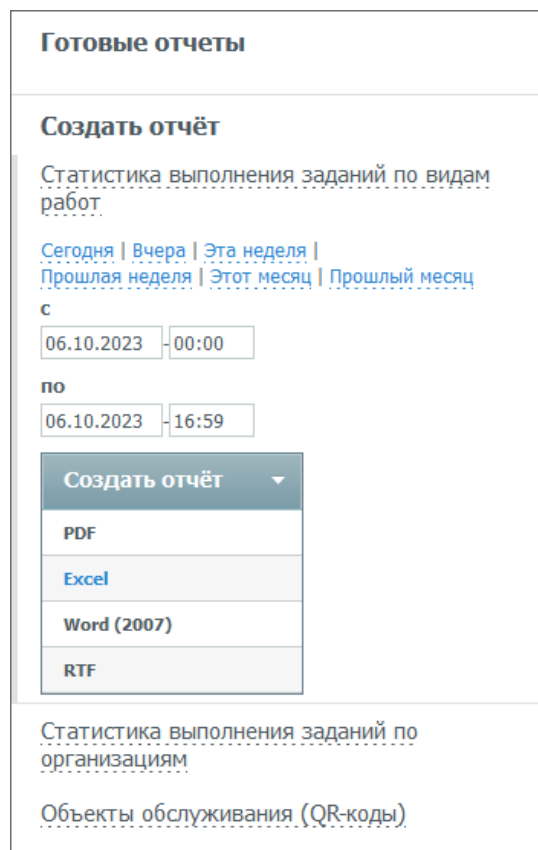 Готовые отчеты
Создать отчёт
Статистика выполнения заданий по видам
работ
Сегодня | Вчера | Эта неделя |
Прошлая неделя | Этот месяц | Прошлый месяц
с
06.10.2023 - 00:00
по
06.10.2023 - 16:59
Создать отчёт
PDF
Excel
Word (2007)
RTF
Статистика выполнения заданий по
организациям
Объекты обслуживания (QR-коды)